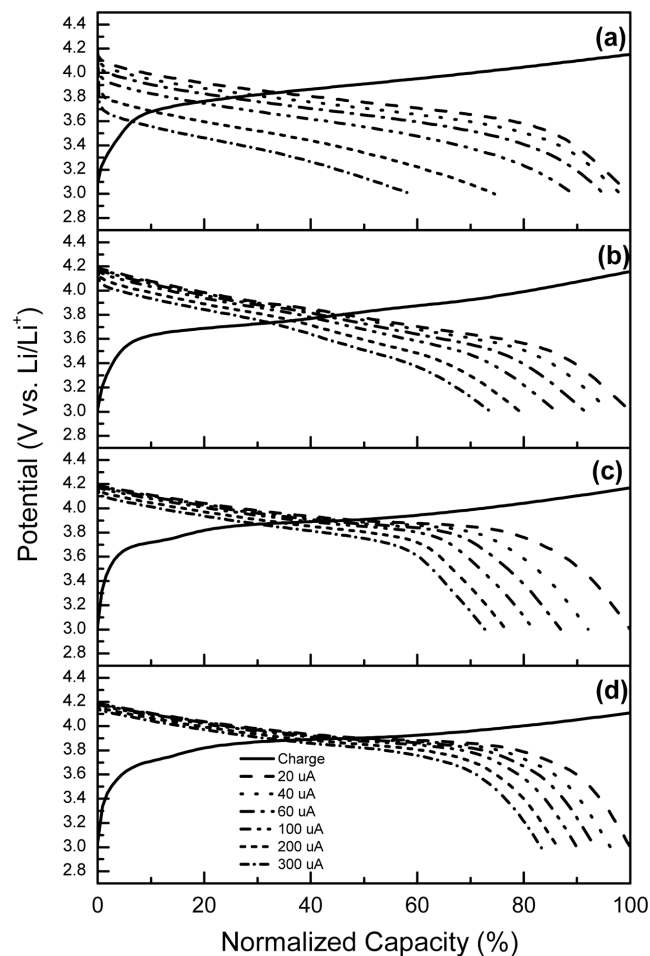 Potential (V vs. Li/Li+)
4.4
4.2
4.0
3.8
3.6
3.4
3.2
3.0
2.8
(a)
4.4
4.2
4.0
3.8
3.6
3.4
3.2
3.0
2.8
(b)
4.4
4.2
4.0
3.8
3.6
3.4
3.2
3.0
2.8
(c)
4.4
4.2
4.0
3.8
3.6
3.4
3.2
3.0
2.8
(d)
Charge
20 uA
40 uA
60 uA
100 uA
200 uA
300 uA
0 20 40 60 80 100
Normalized Capacity (%)